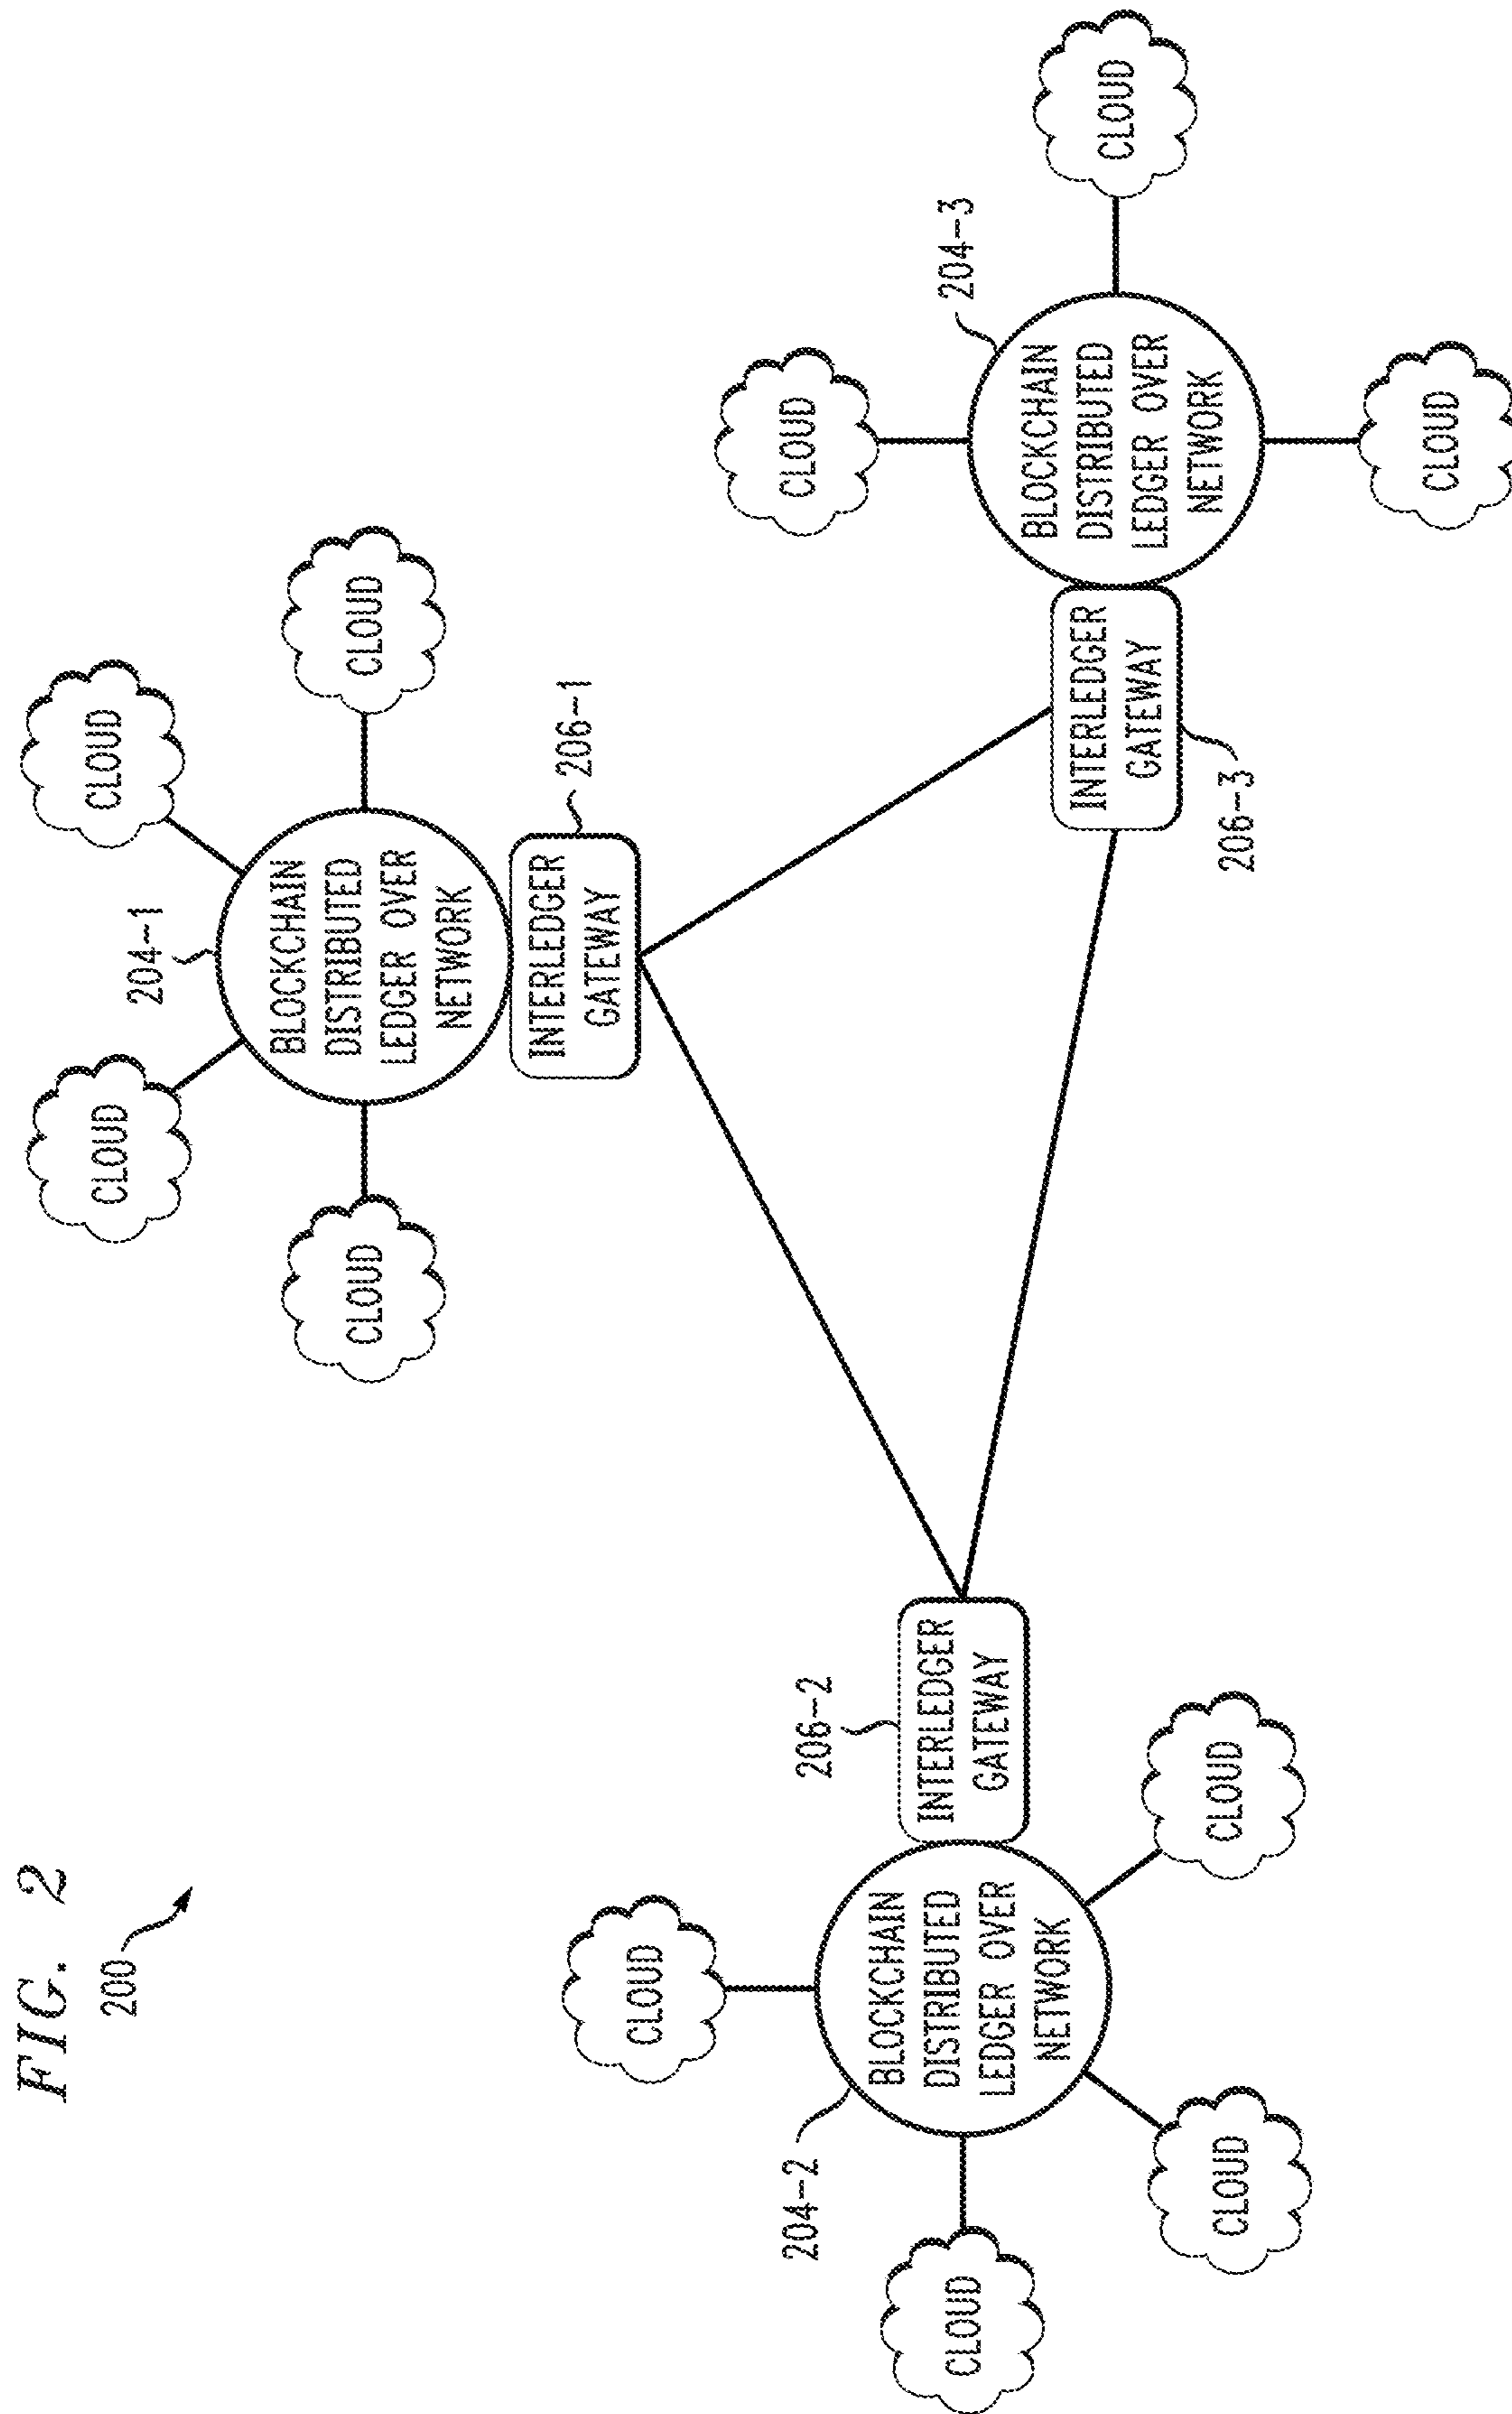 FIG. 2
200
CLOUD
CLOUD
204-1
CLOUD
BLOCKCHAIN
DISTRIBUTED
LEDGER OVER
NETWORK
CLOUD
INTERLEDGER
GATEWAY
206-1
CLOUD
204-2
CLOUD
BLOCKCHAIN
DISTRIBUTED
LEDGER OVER
NETWORK
206-2
INTERLEDGER
GATEWAY
CLOUD
CLOUD
CLOUD
204-3
INTERLEDGER
GATEWAY
206-3
BLOCKCHAIN
DISTRIBUTED
LEDGER OVER
NETWORK
CLOUD
CLOUD